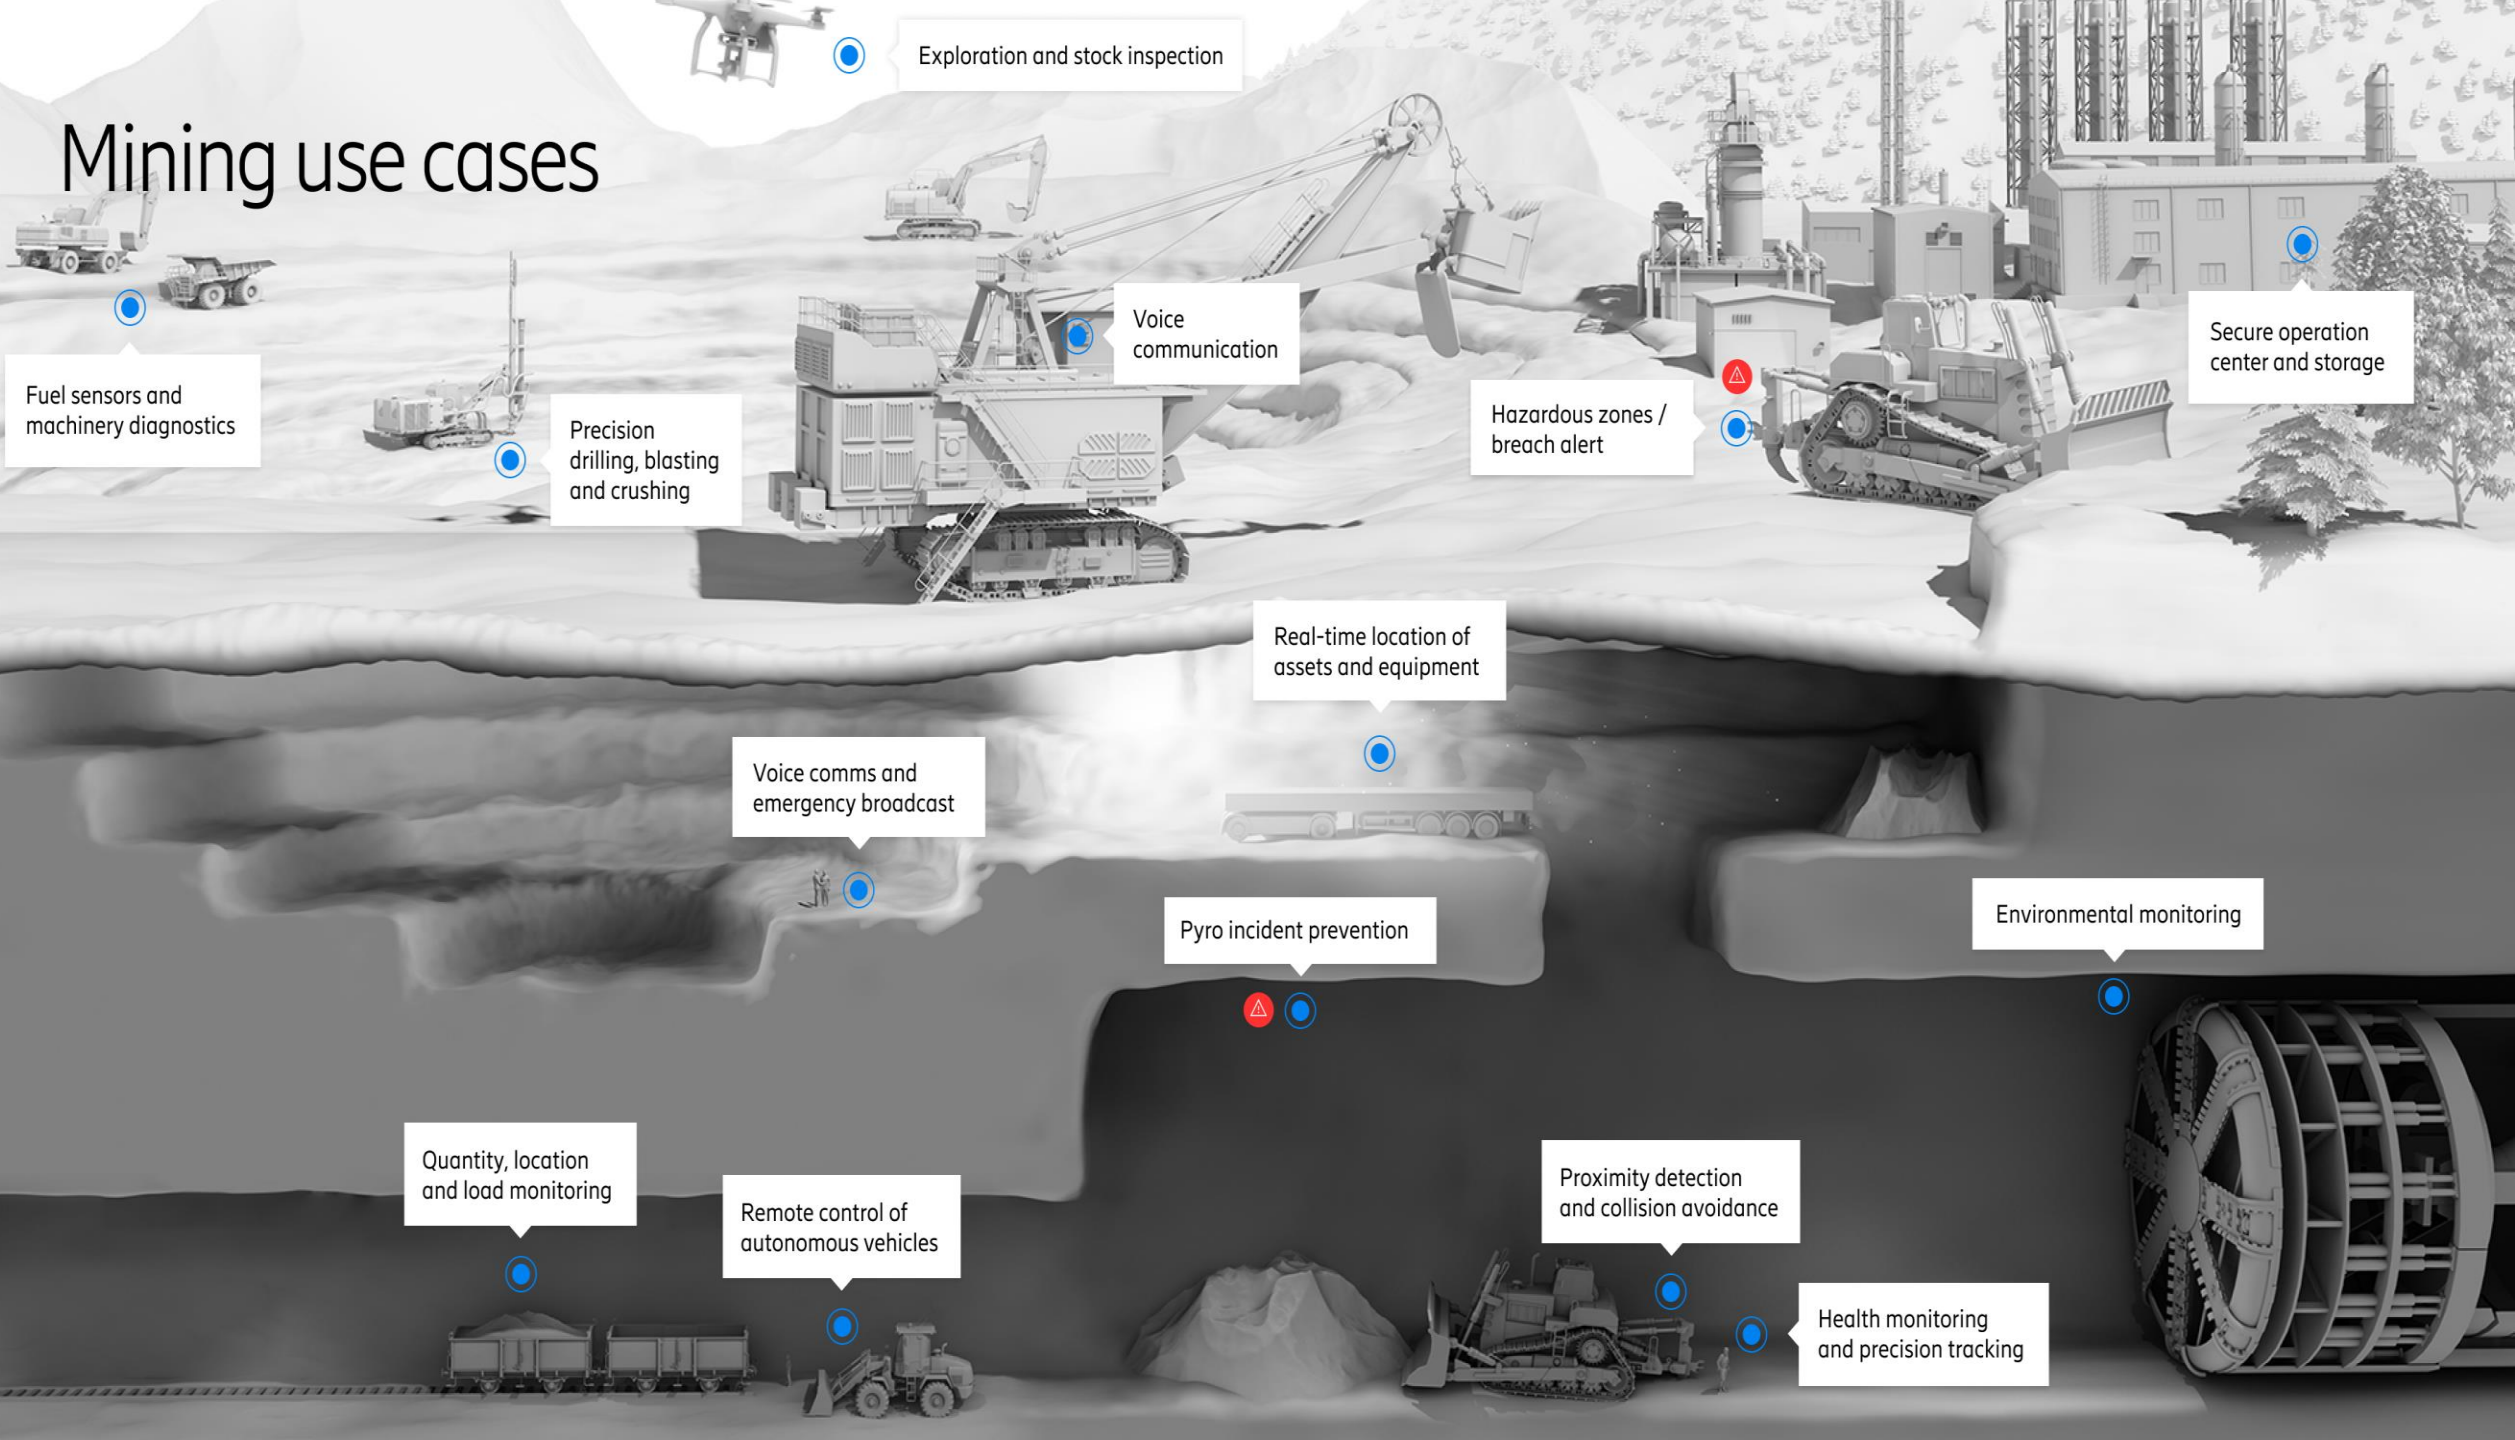 Exploration and stock inspection
Mining use cases
Voice
communication
Secure operation
center and storage
Fuel sensors and
machinery diagnostics
Precision
drilling, blasting
and crushing
Hazardous zones /
breach alert
Real-time location of
assets and equipment
Voice comms and
emergency broadcast
Pyro incident prevention
Environmental monitoring
Quantity, location
and load monitoring
Remote control of
autonomous vehicles
Proximity detection
and collision avoidance
Health monitoring
and precision tracking